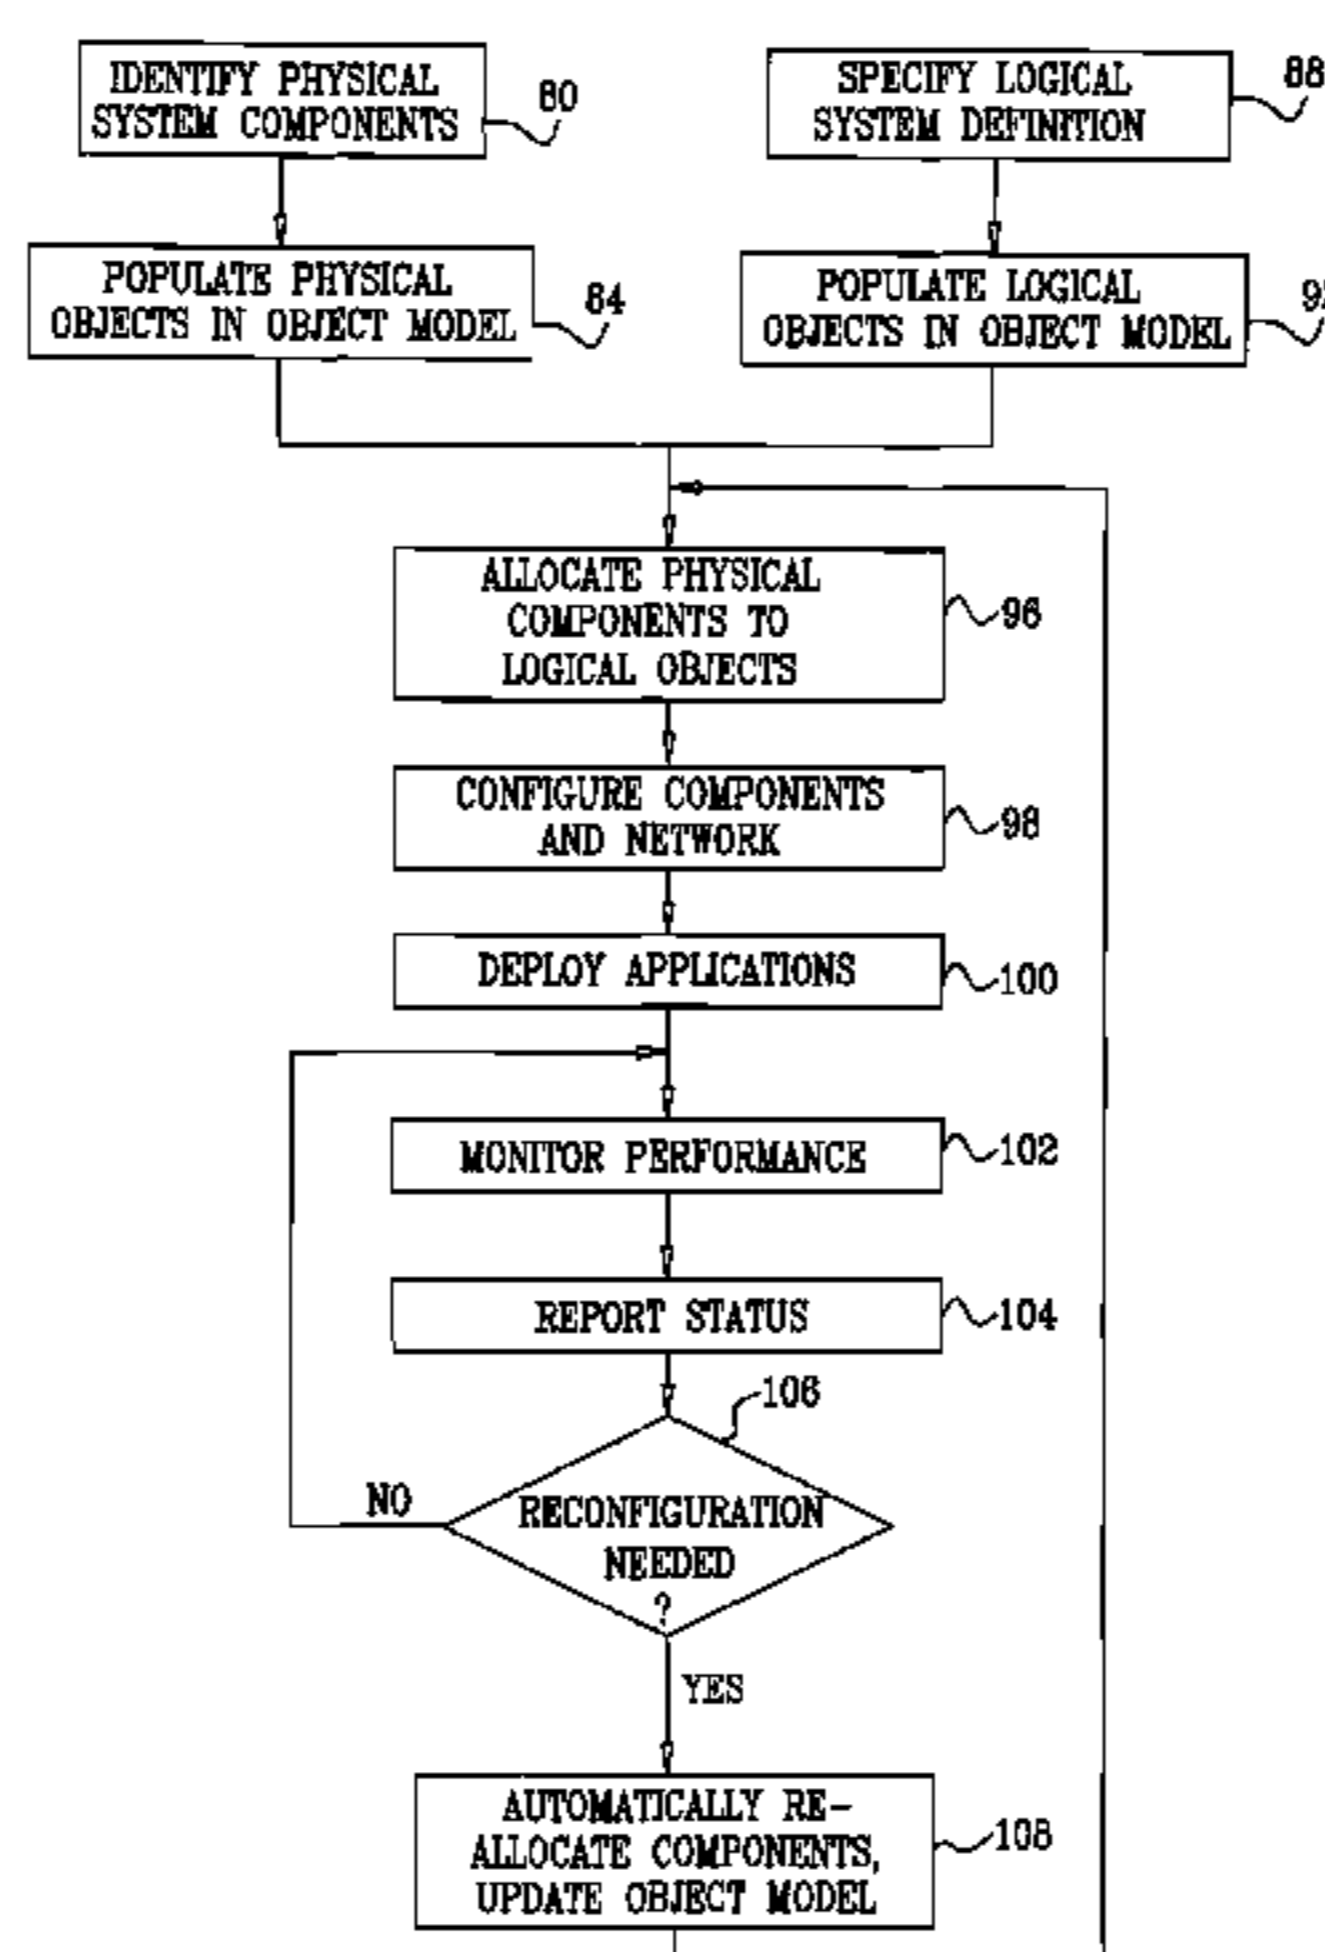 IDENTIFY PHYSICAL
SYSTEM COMPONENTS
80
SPECIFY LOGICAL
SYSTEM DEFINITION
88
POPULATE PHYSICAL
OBJECTS IN OBJECT MODEL
84
POPULATE LOGICAL
OBJECTS IN OBJECT MODEL
ALLOCATE PHYSICAL
COMPONENTS TO
LOGICAL OBJECTS
96
CONFIGURE COMPONENTS
AND NETWORK
98
DEPLOY APPLICATIONS
100
MONITOR PERFORMANCE
102
REPORT STATUS
104
106
NO
RECONFIGURATION
NEEDED
?
YES
AUTOMATICALLY RE-
ALLOCATE COMPONENTS,
UPDATE OBJECT MODEL
108